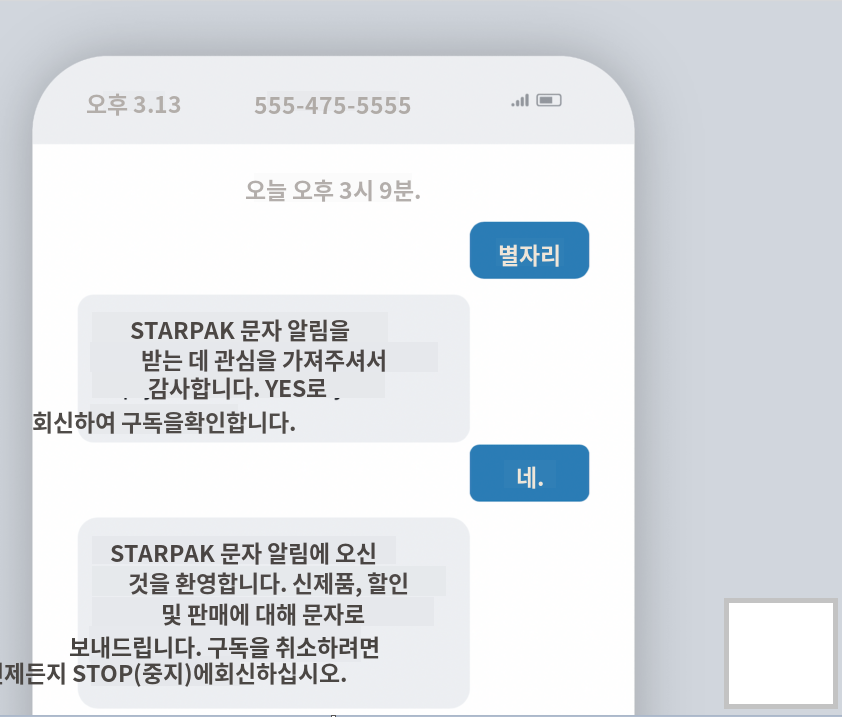 오후 3.13
555-475-5555
오늘 오후 3시 9분.
별자리
STARPAK 문자 알림을
받는 데 관심을 가져주셔서
감사합니다. YES로
회신하여 구독을확인합니다.
네.
STARPAK 문자 알림에 오신
것을 환영합니다. 신제품, 할인
및 판매에 대해 문자로
보내드립니다. 구독을 취소하려면
STOP(중지)에회신하십시오.